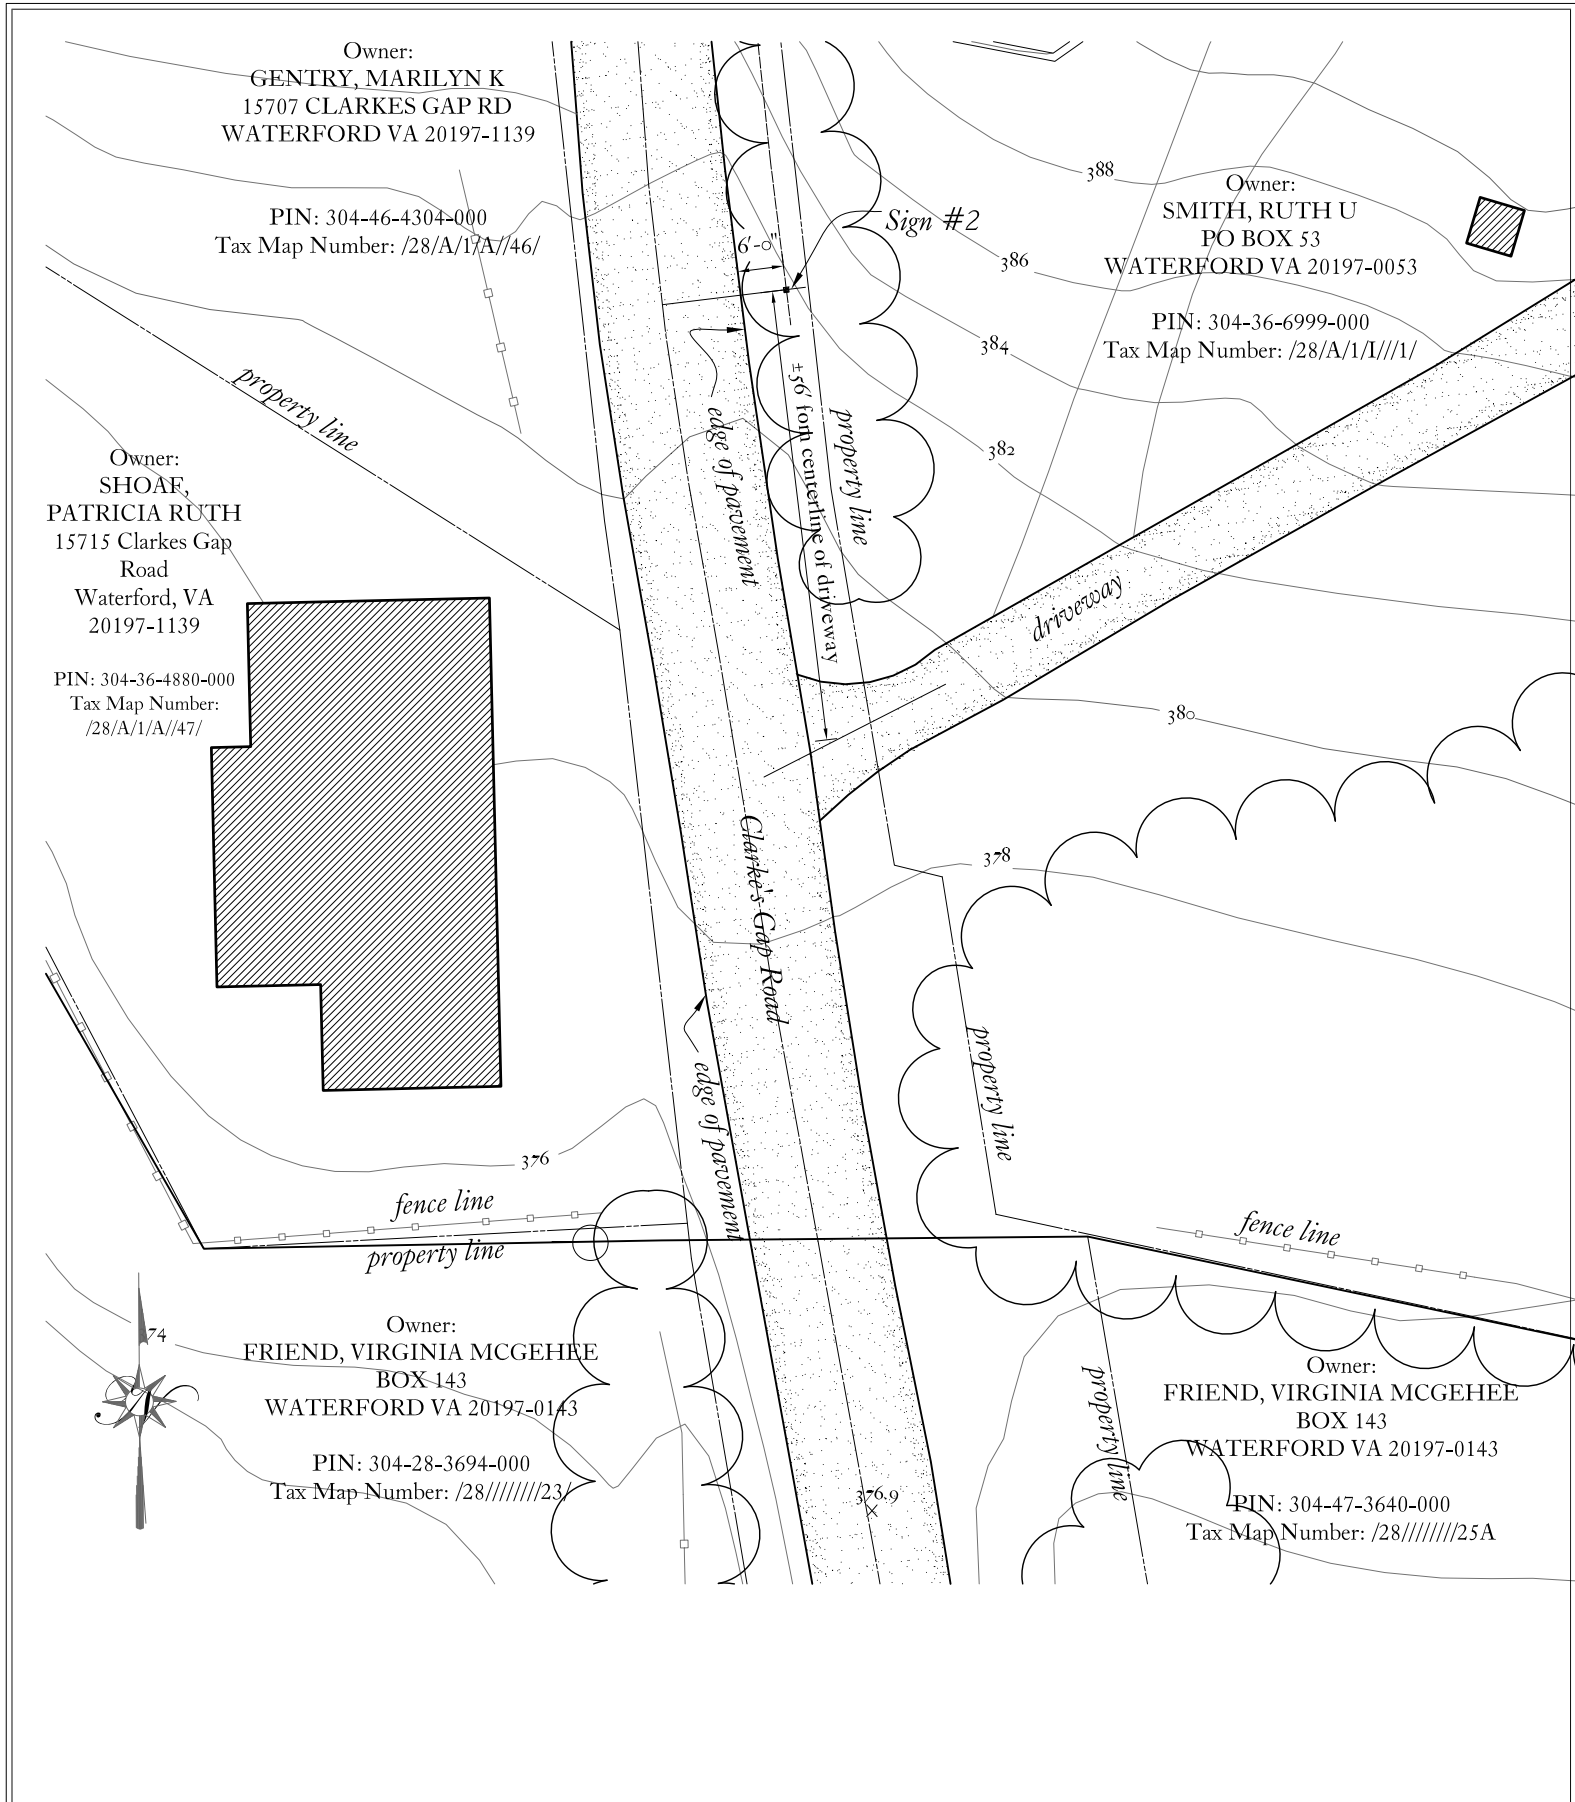 Owner:
GENTRY, MARILYN K
15707 CLARKES GAP RD
WATERFORD VA 20197-1139
PIN: 304-46-4304-000
Tax Map Number: /28/A/1/A//46/
Sign #2
6'-0"
388
Owner:
SMITH, RUTH U
PO BOX 53
WATERFORD VA 20197-0053
PIN: 304-36-6999-000
Tax Map Number: /28/A/1/I///1/
386
384
382
property line
edge of pavement
±56' fom centerline of driveway
property line
Owner:
SHOAF,
PATRICIA RUTH
15715 Clarkes Gap
Road
Waterford, VA
20197-1139
PIN: 304-36-4880-000
Tax Map Number:
/28/A/1/A//47/
driveway
380
378
Clarke's Gap Road
edge of pavement
property line
376
fence line
property line
fence line
74
Owner:
FRIEND, VIRGINIA MCGEHEE
BOX 143
WATERFORD VA 20197-0143
PIN: 304-28-3694-000
Tax Map Number: /28////////23/
376.9
property line
Owner:
FRIEND, VIRGINIA MCGEHEE
BOX 143
WATERFORD VA 20197-0143
PIN: 304-47-3640-000
Tax Map Number: /28////////25A
N